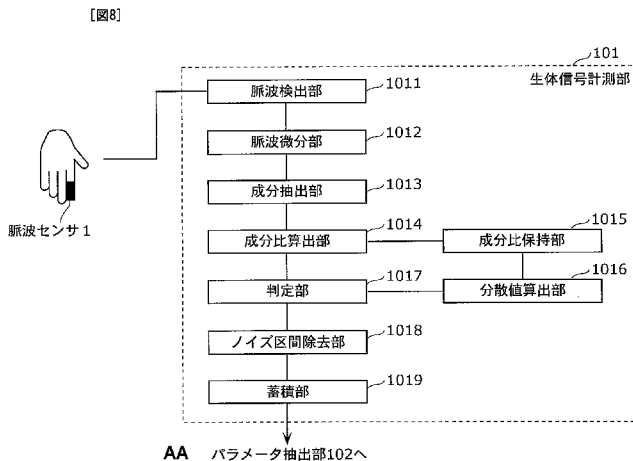 [図8]
101
生体信号計測部
脈波検出部
1011
脈波微分部
1012
成分抽出部
1013
成分比算出部
1014
成分比保持部
1015
判定部
1017
分散値算出部
1016
ノイズ区間除去部
1018
蓄積部
1019
脈波センサ1
AA パラメータ抽出部102へ